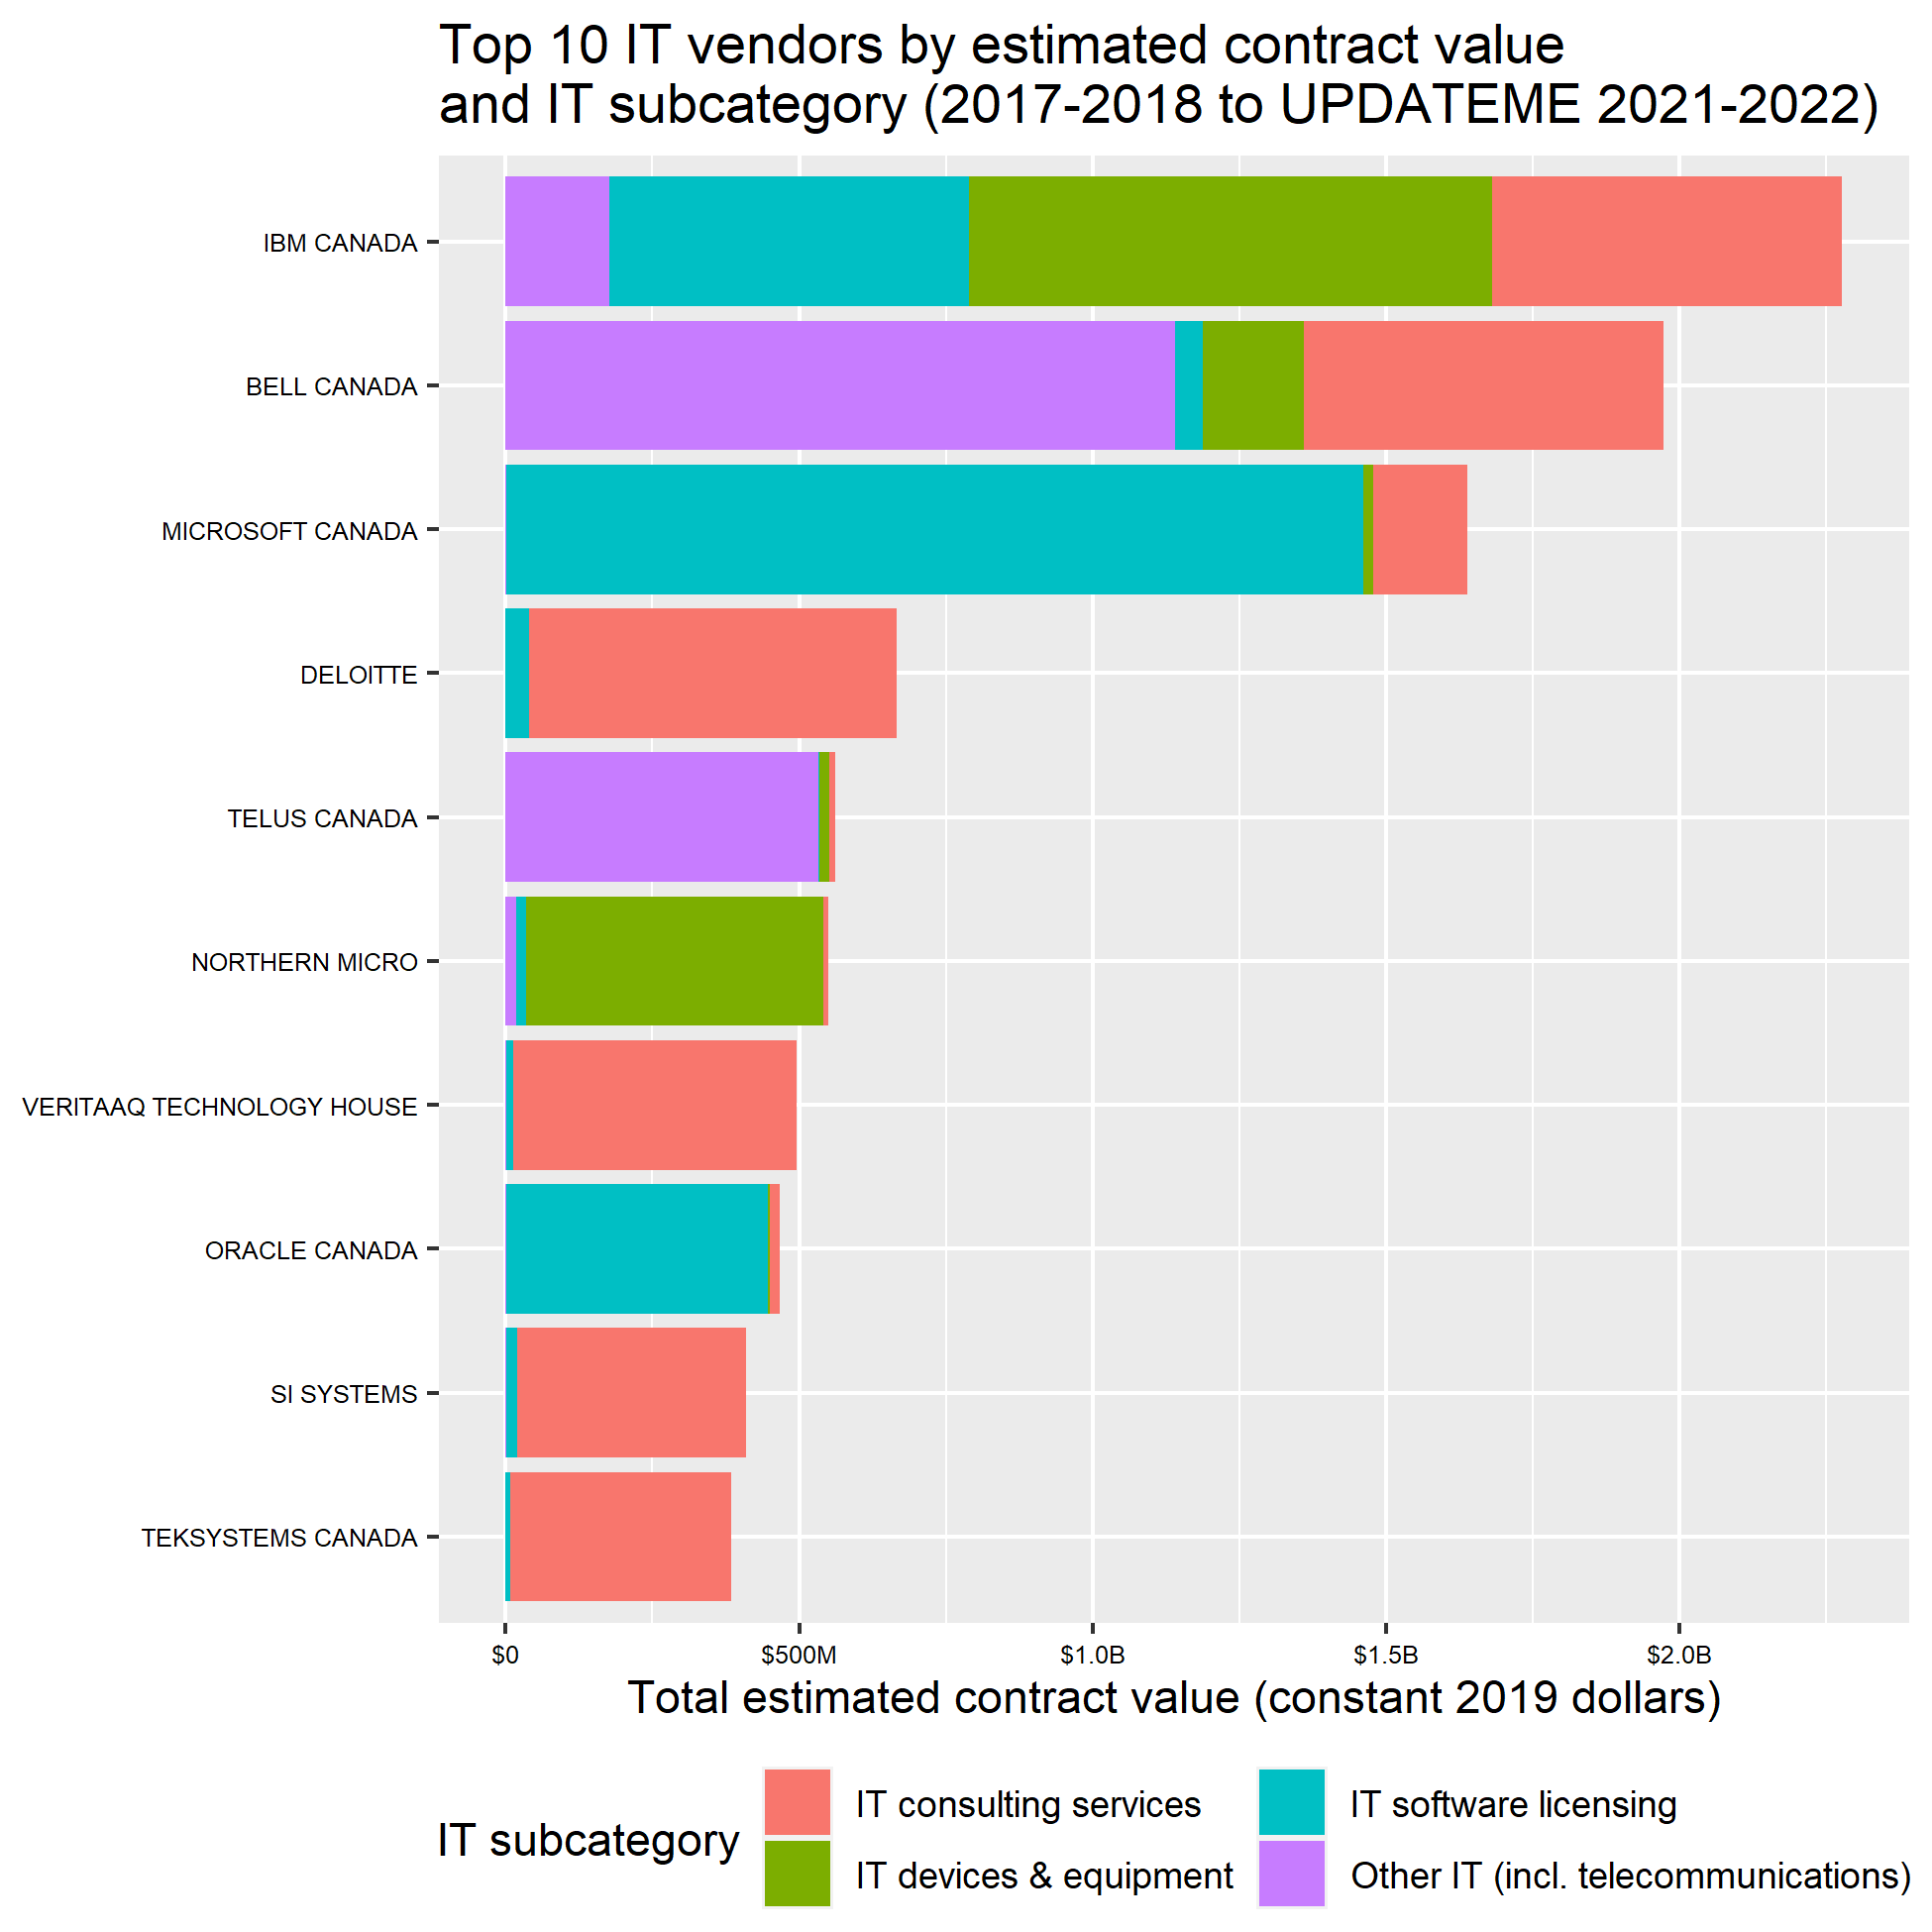 Top 10 IT vendors by estimated contract value
and IT subcategory (2017-2018 to UPDATEME 2021-2022)
IBM CANADA
BELL CANADA
MICROSOFT CANADA
DELOITTE
TELUS CANADA
NORTHERN MICRO
VERITAAQ TECHNOLOGY HOUSE
ORACLE CANADA
SI SYSTEMS
TEKSYSTEMS CANADA
$0 $500M $1.0B $1.5B $2.0B
Total estimated contract value (constant 2019 dollars)
IT subcategory
IT consulting services
IT devices & equipment
IT software licensing
Other IT (incl. telecommunications)